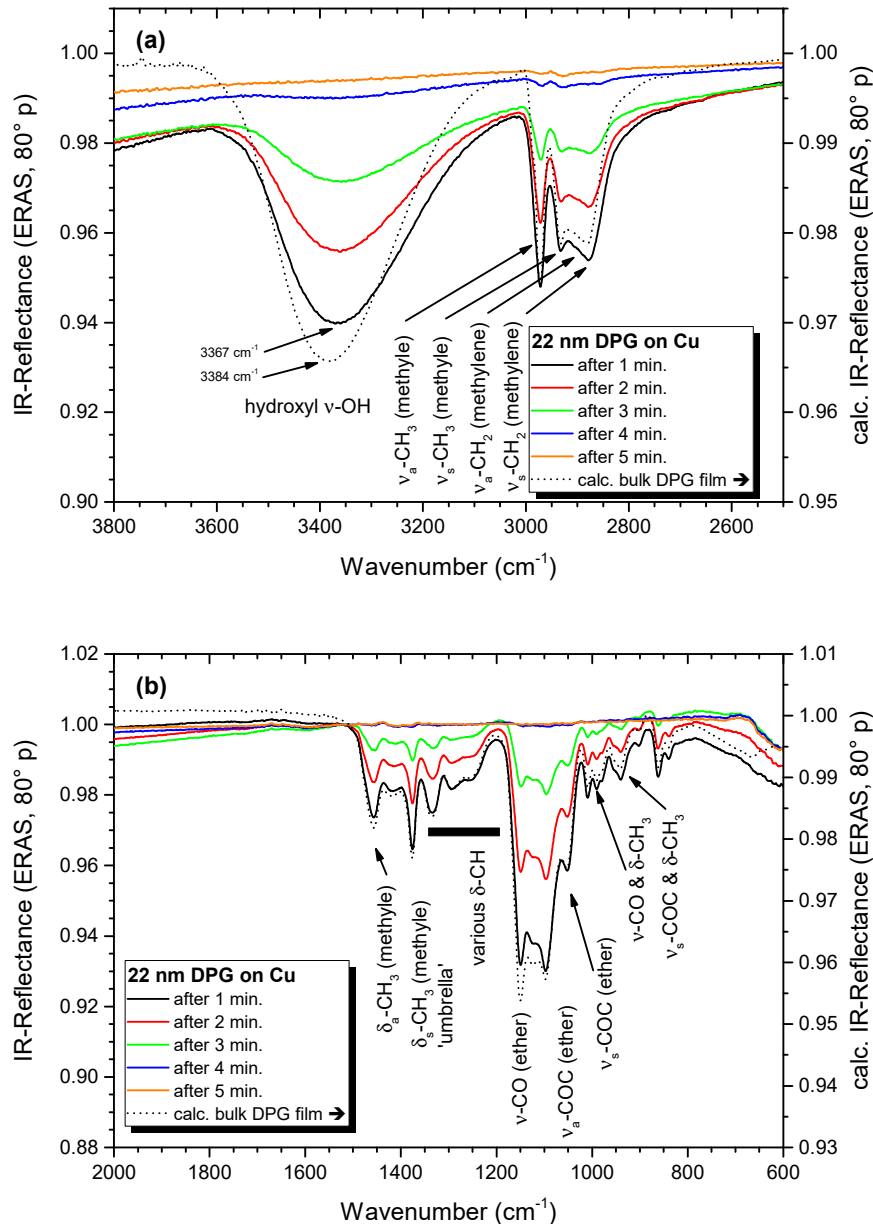 (a)
IR-Reflectance (ERAS, 80° p)
1.00
0.98
0.96
0.94
0.92
0.90
calc. IR-Reflectance (ERAS, 80° p)
1.00
0.99
0.98
0.97
0.96
0.95
3367 cm⁻¹
3384 cm⁻¹
hydroxyl ν-OH
νₐ-CH₃ (methyle)
νₛ-CH₃ (methyle)
νₐ-CH₂ (methylene)
νₛ-CH₂ (methylene)
22 nm DPG on Cu
after 1 min.
after 2 min.
after 3 min.
after 4 min.
after 5 min.
calc. bulk DPG film ➔
3800 3600 3400 3200 3000 2800 2600
Wavenumber (cm⁻¹)
(b)
IR-Reflectance (ERAS, 80° p)
1.02
1.00
0.98
0.96
0.94
0.92
0.90
0.88
calc. IR-Reflectance (ERAS, 80° p)
1.01
1.00
0.99
0.98
0.97
0.96
0.95
0.94
0.93
δₐ-CH₃ (methyle)
δₛ-CH₃ (methyle)
'umbrella'
various δ-CH
ν-CO (ether)
νₐ-COC (ether)
νₛ-COC (ether)
ν-CO & δ-CH₃
νₛ-COC & δ-CH₃
22 nm DPG on Cu
after 1 min.
after 2 min.
after 3 min.
after 4 min.
after 5 min.
calc. bulk DPG film ➔
2000 1800 1600 1400 1200 1000 800 600
Wavenumber (cm⁻¹)